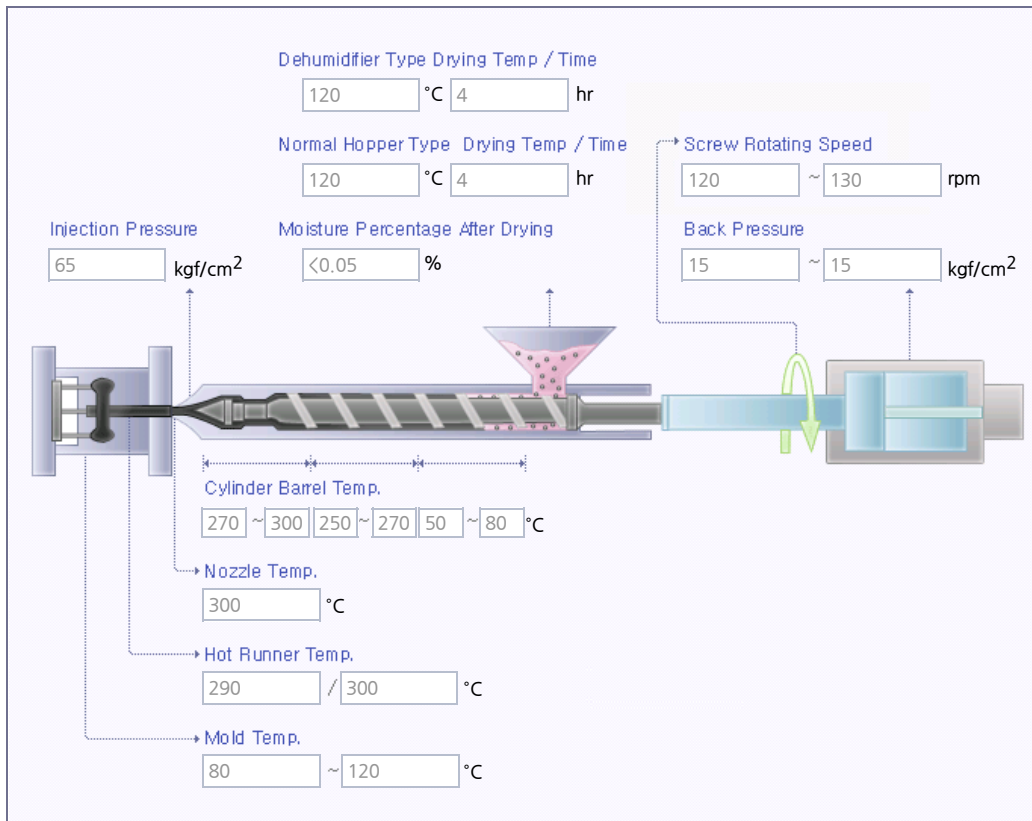 Dehumidifier Type Drying Temp / Time
120 °C 4 hr
Normal Hopper Type Drying Temp / Time
120 °C 4 hr
Screw Rotating Speed
120 ~ 130 rpm
Injection Pressure
65 kgf/cm2
Moisture Percentage After Drying
<0.05 %
Back Pressure
15 ~ 15 kgf/cm2
Cylinder Barrel Temp.
270 ~ 300 250 ~ 270 50 ~ 80 °C
Nozzle Temp.
300 °C
Hot Runner Temp.
290 / 300 °C
Mold Temp.
80 ~ 120 °C